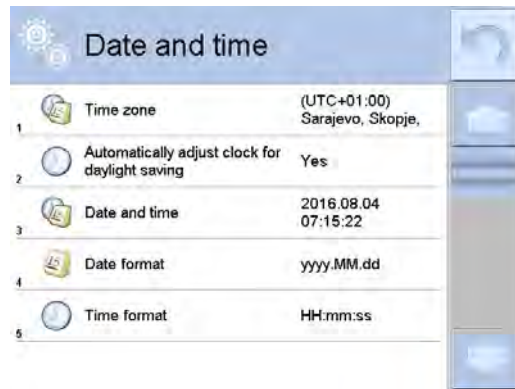 Date and time
1 Time zone (UTC+01:00)
Sarajevo, Skopje,
2 Automatically adjust clock for
daylight saving Yes
3 Date and time 2016.08.04
07:15:22
4 Date format yyyy.MM.dd
5 Time format HH:mm:ss